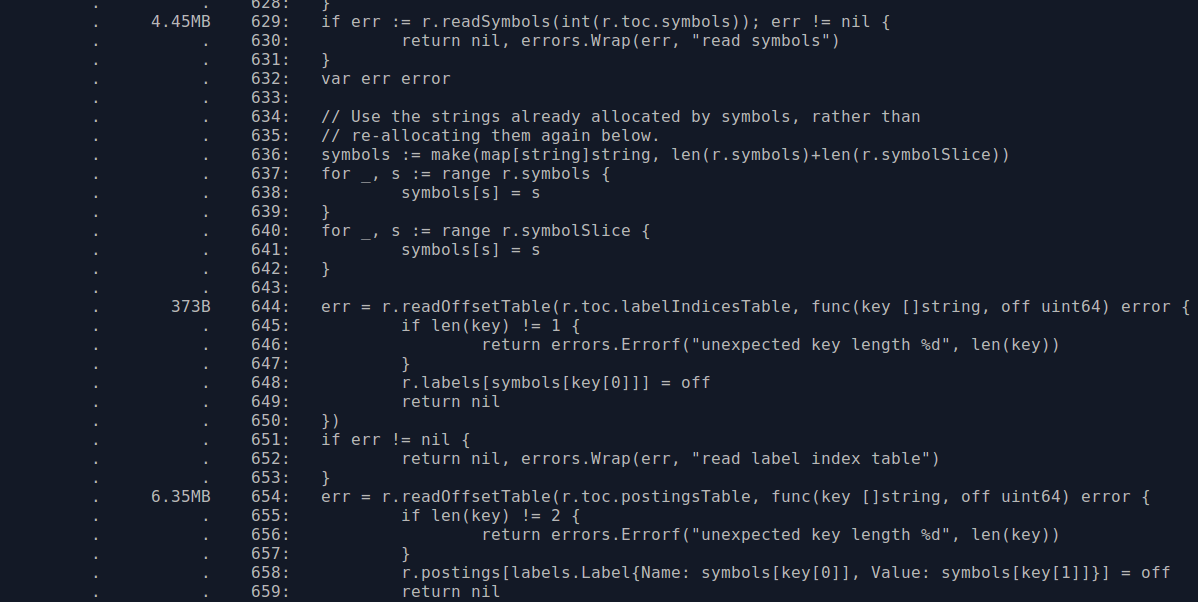 .          .    628:   }
.     4.45MB    629:   if err := r.readSymbols(int(r.toc.symbols)); err != nil {
.          .    630:           return nil, errors.Wrap(err, "read symbols")
.          .    631:   }
.          .    632:   var err error
.          .    633:
.          .    634:   // Use the strings already allocated by symbols, rather than
.          .    635:   // re-allocating them again below.
.          .    636:   symbols := make(map[string]string, len(r.symbols)+len(r.symbolSlice))
.          .    637:   for _, s := range r.symbols {
.          .    638:           symbols[s] = s
.          .    639:   }
.          .    640:   for _, s := range r.symbolSlice {
.          .    641:           symbols[s] = s
.          .    642:   }
.          .    643:
.       373B    644:   err = r.readOffsetTable(r.toc.labelIndicesTable, func(key []string, off uint64) error {
.          .    645:           if len(key) != 1 {
.          .    646:                   return errors.Errorf("unexpected key length %d", len(key))
.          .    647:           }
.          .    648:           r.labels[symbols[key[0]]] = off
.          .    649:           return nil
.          .    650:   })
.          .    651:   if err != nil {
.          .    652:           return nil, errors.Wrap(err, "read label index table")
.          .    653:   }
.     6.35MB    654:   err = r.readOffsetTable(r.toc.postingsTable, func(key []string, off uint64) error {
.          .    655:           if len(key) != 2 {
.          .    656:                   return errors.Errorf("unexpected key length %d", len(key))
.          .    657:           }
.          .    658:           r.postings[labels.Label{Name: symbols[key[0]], Value: symbols[key[1]]}] = off
.          .    659:           return nil